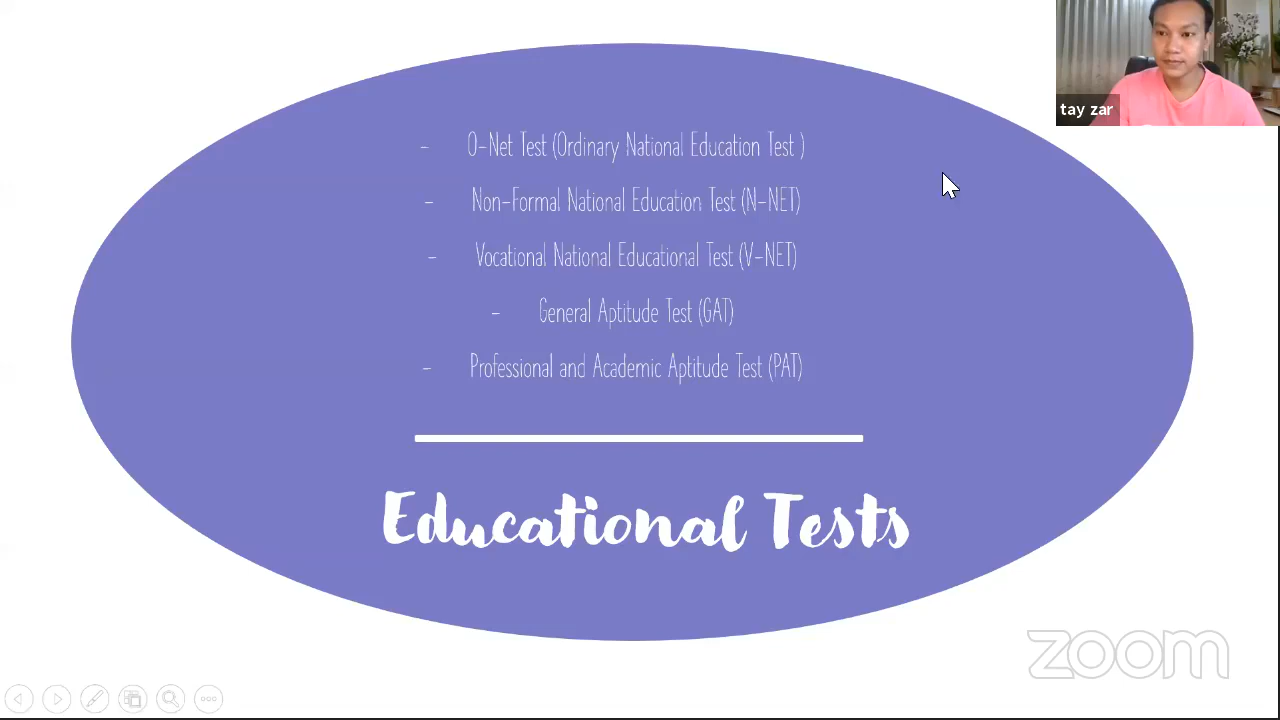 tay zar
- O-Net Test (Ordinary National Education Test )
- Non-Formal National Education Test (N-NET)
- Vocational National Educational Test (V-NET)
- General Aptitude Test (GAT)
- Professional and Academic Aptitude Test (PAT)
Educational Tests
zoom